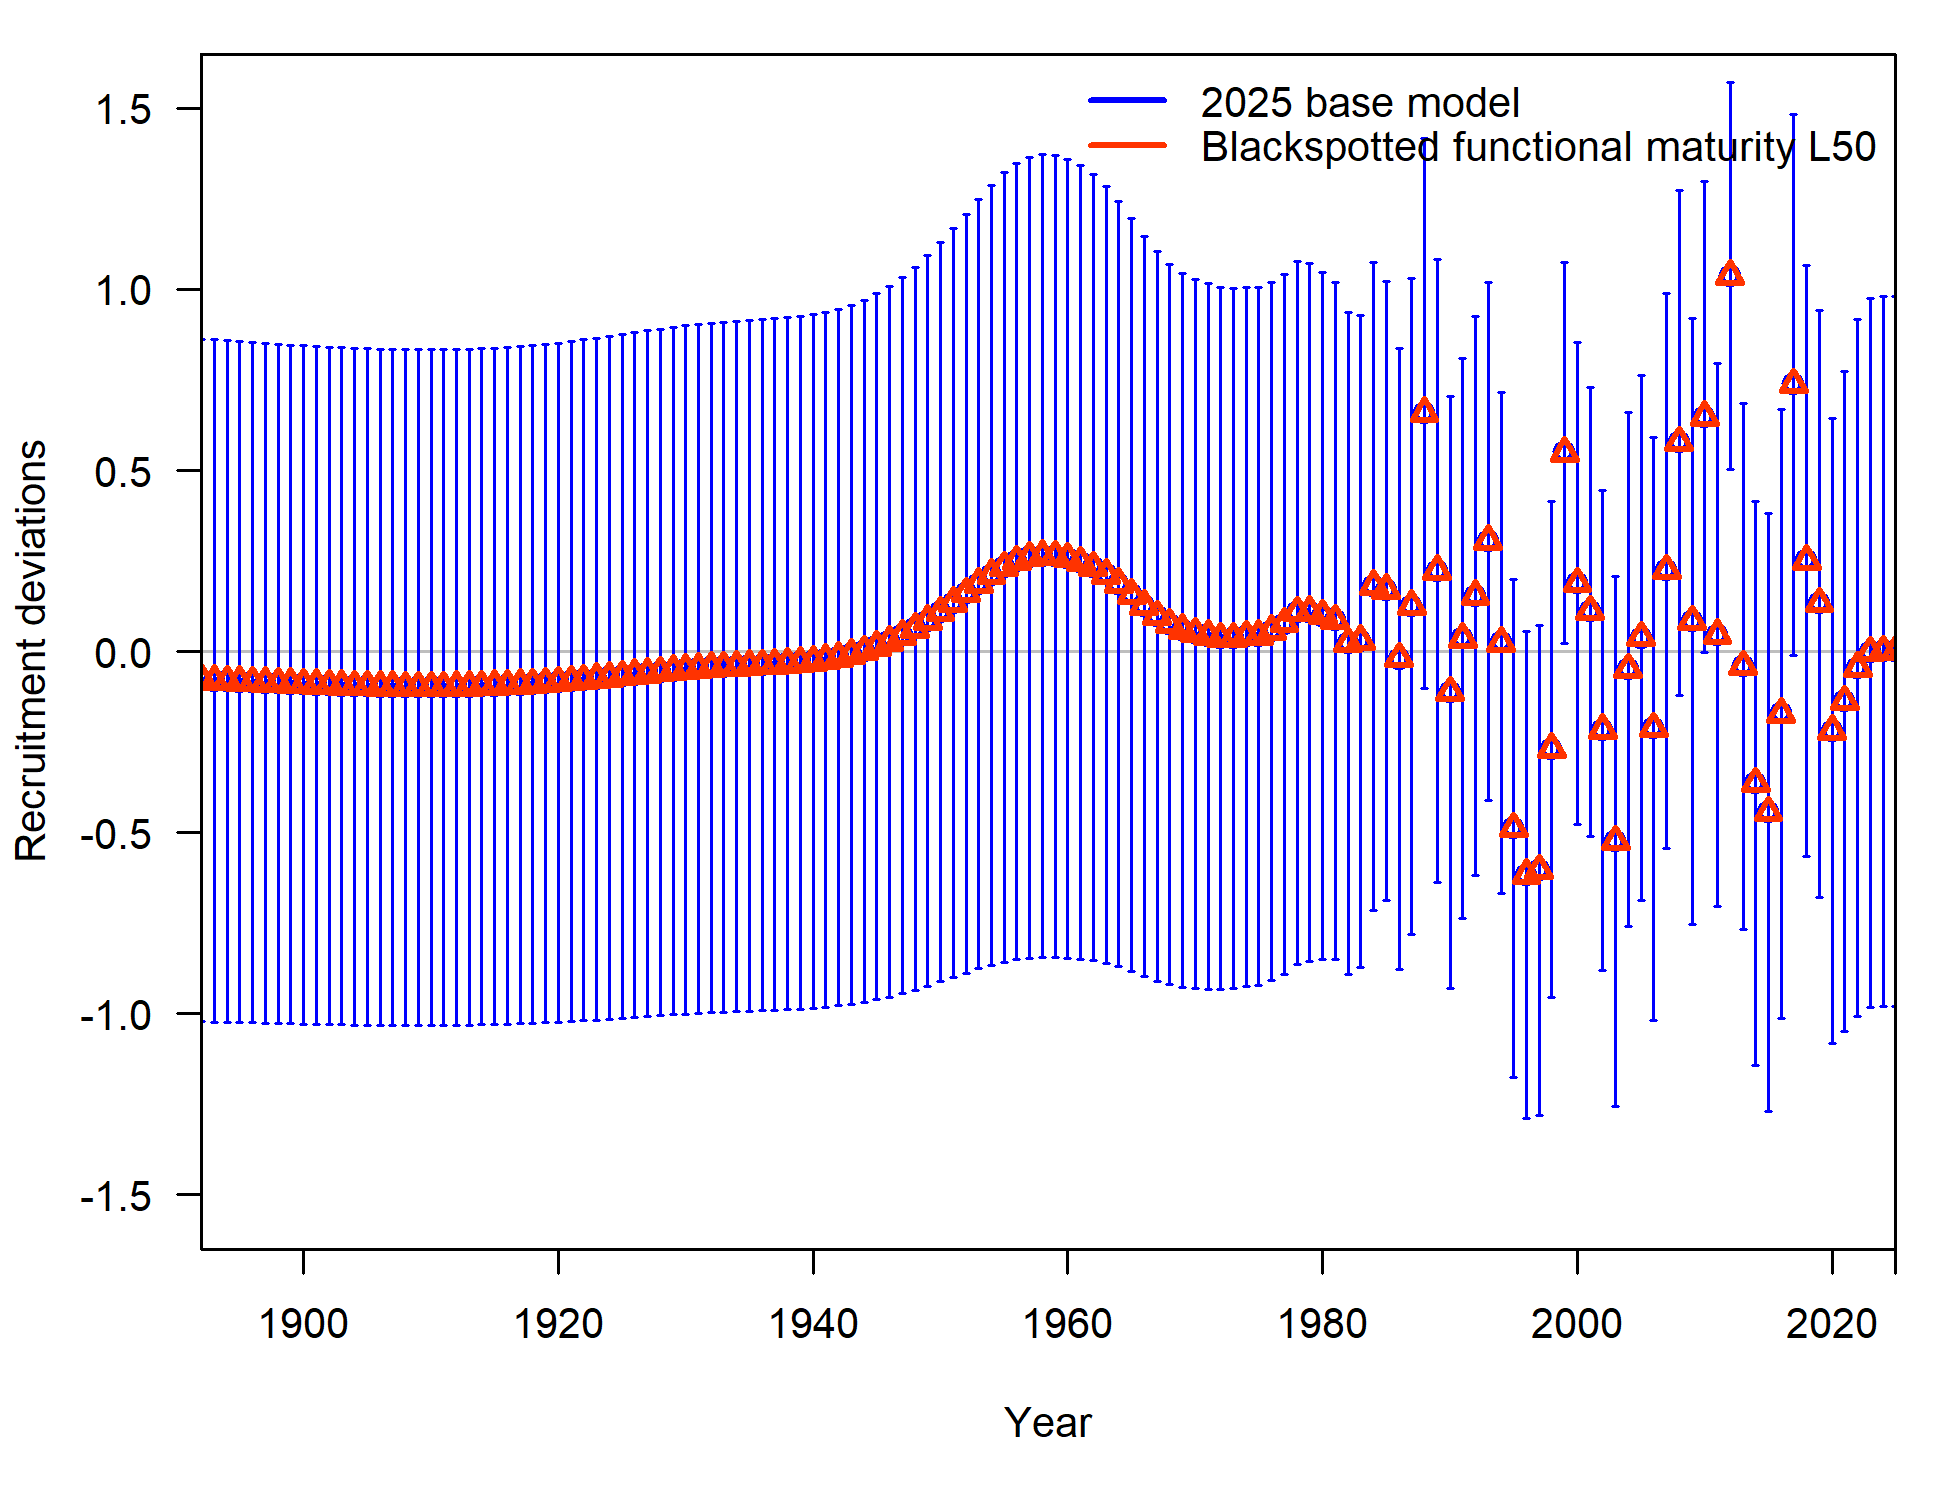 2025 base model
Blackspotted functional maturity L50
1.5
1.0
0.5
0.0
-0.5
-1.0
-1.5
Recruitment deviations
1900 1920 1940 1960 1980 2000 2020
Year